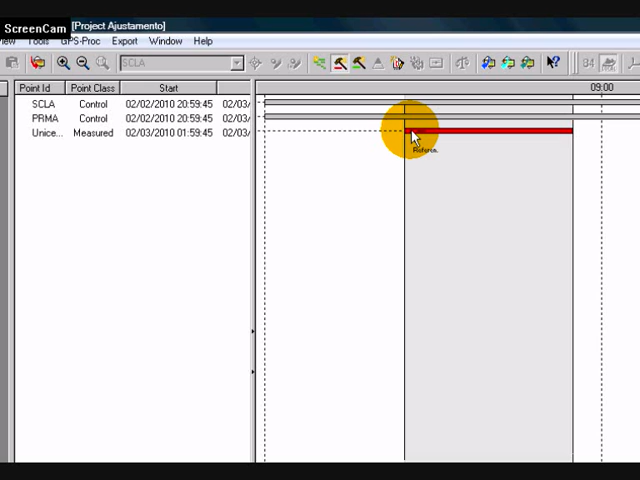 ScreenCam
[Project Ajustamento]
View Tools GPS-Proc Export Window Help
SCLA
Point Id Point Class Start
09:00
SCLA Control 02/02/2010 20:59:45 02/03/
PRMA Control 02/02/2010 20:59:45 02/03/
Unice... Measured 02/03/2010 01:59:45 02/03/
Referen.